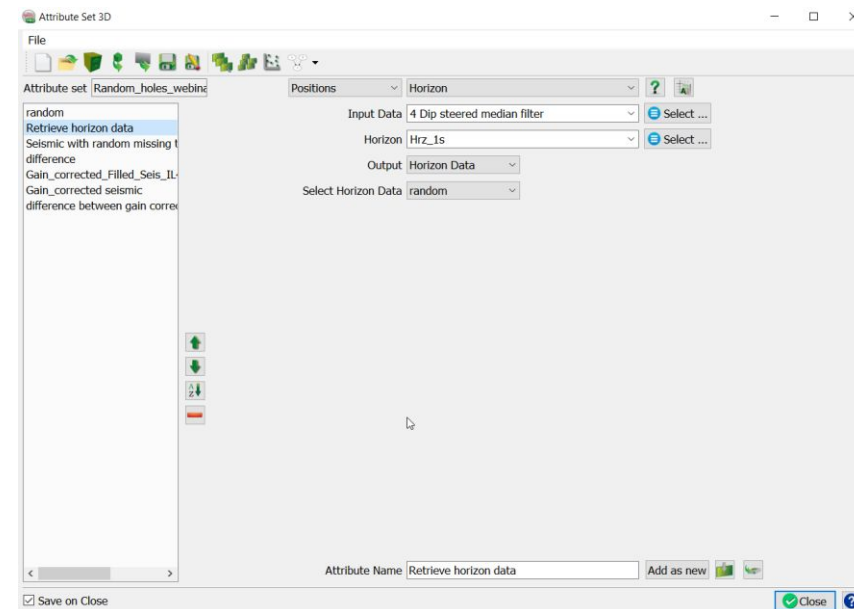 Attribute Set 3D
File
Attribute set Random_holes_webina Positions Horizon
random
Retrieve horizon data
Seismic with random missing t
difference
Gain_corrected_Filled_Seis_IL-
Gain_corrected seismic
difference between gain correc
Input Data 4 Dip steered median filter Select ...
Horizon Hrz_1s Select ...
Output Horizon Data
Select Horizon Data random
Attribute Name Retrieve horizon data Add as new
Save on Close Close